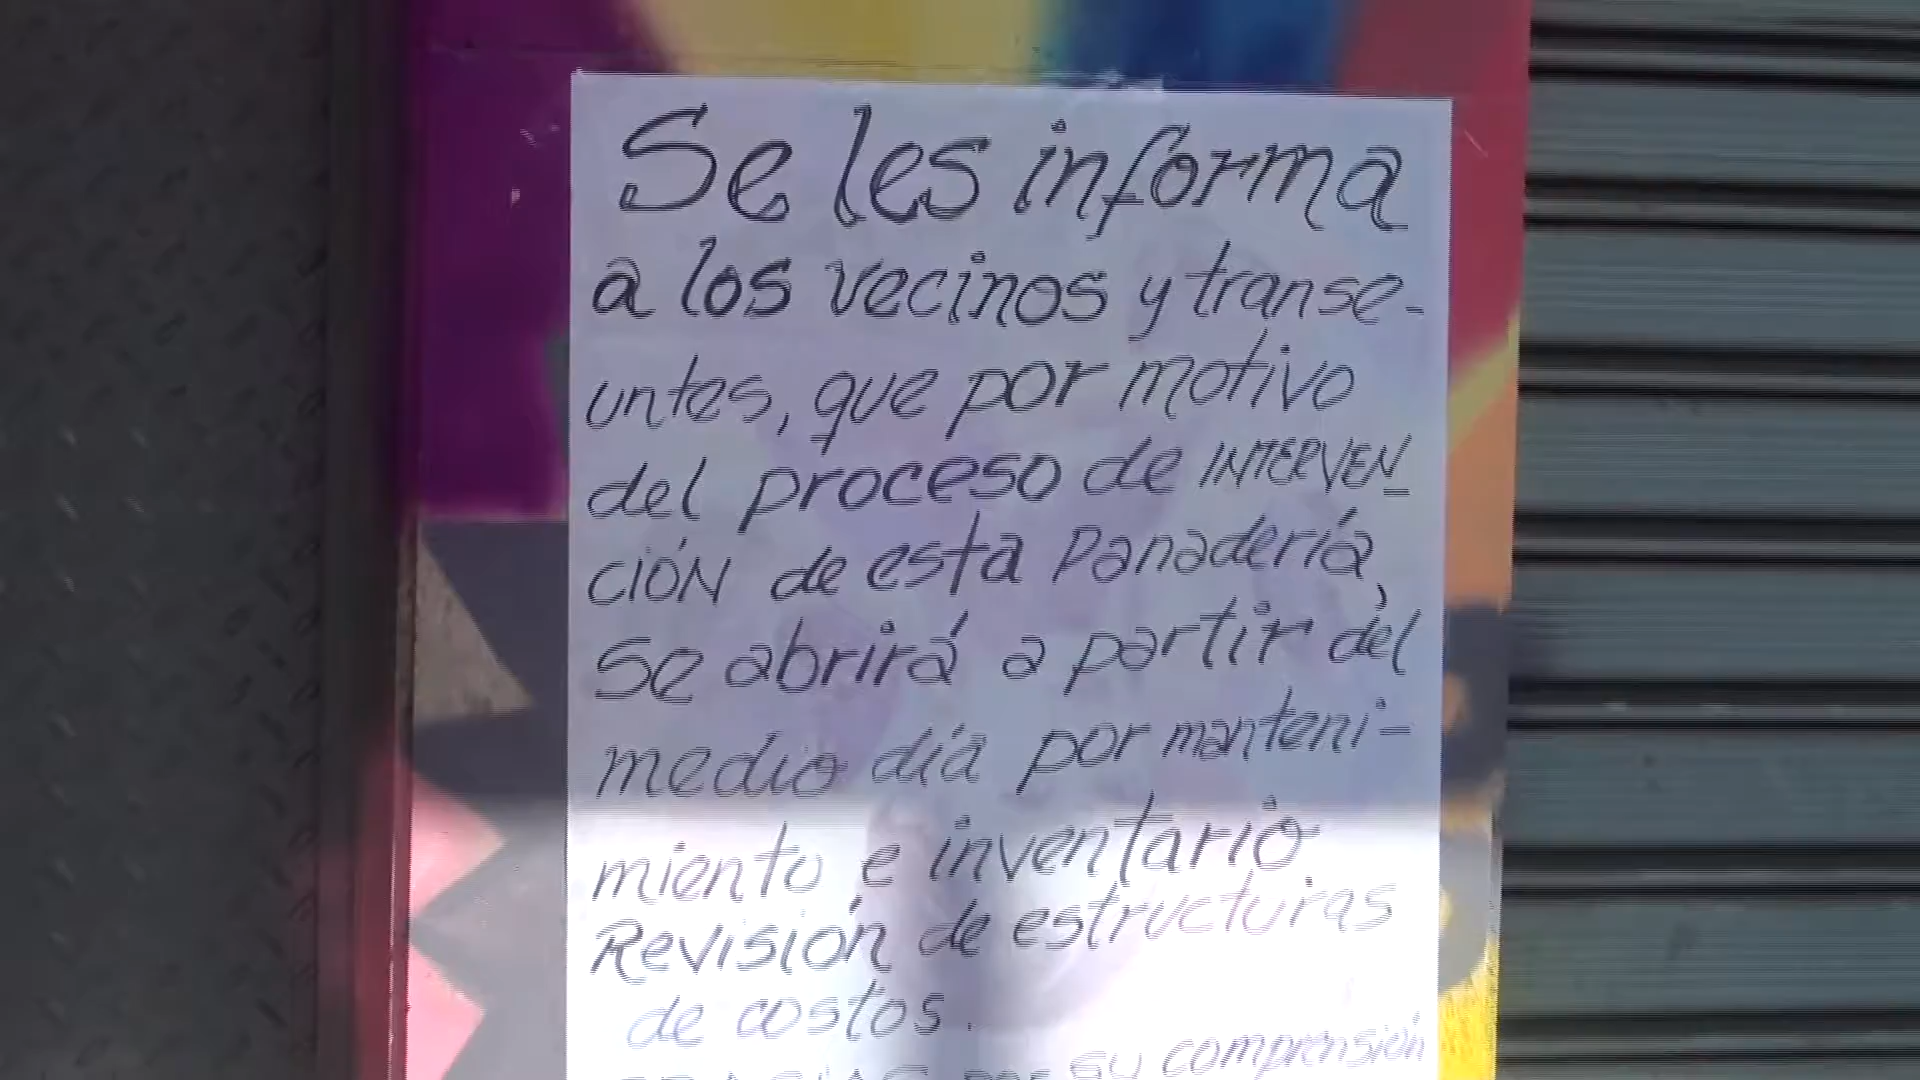 Se les informa
a los vecinos y transe-
untes, que por motivo
del proceso de INTERVEN
CIÓN de esta Panadería,
se abrirá a partir del
medio día por manteni-
miento e inventario
Revisión de estructuras
de costos.
GRACIAS por su comprensión